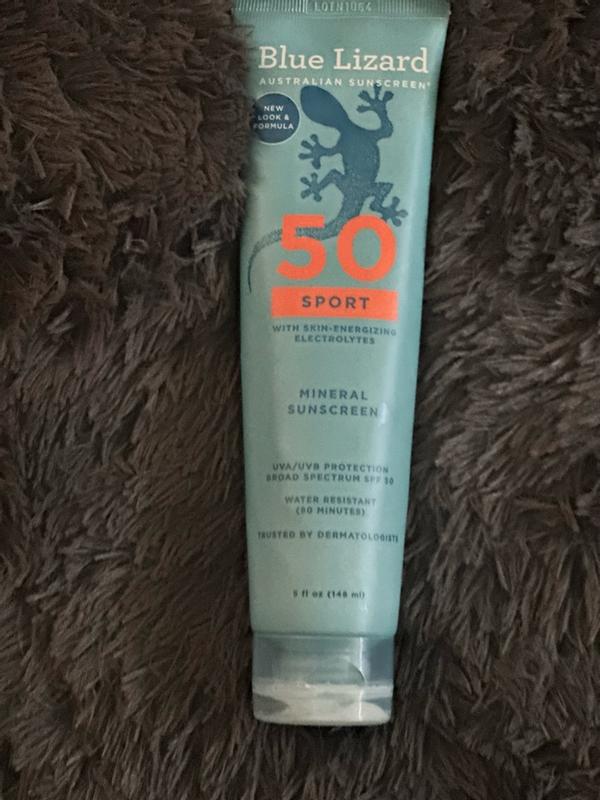 LOTN1064
Blue Lizard
AUSTRALIAN SUNSCREEN®
NEW
LOOK &
FORMULA
50
SPORT
WITH SKIN-ENERGIZING
ELECTROLYTES
MINERAL
SUNSCREEN
UVA/UVB PROTECTION
BROAD SPECTRUM SPF 50
WATER RESISTANT
(80 MINUTES)
TRUSTED BY DERMATOLOGISTS
5 fl oz (148 ml)